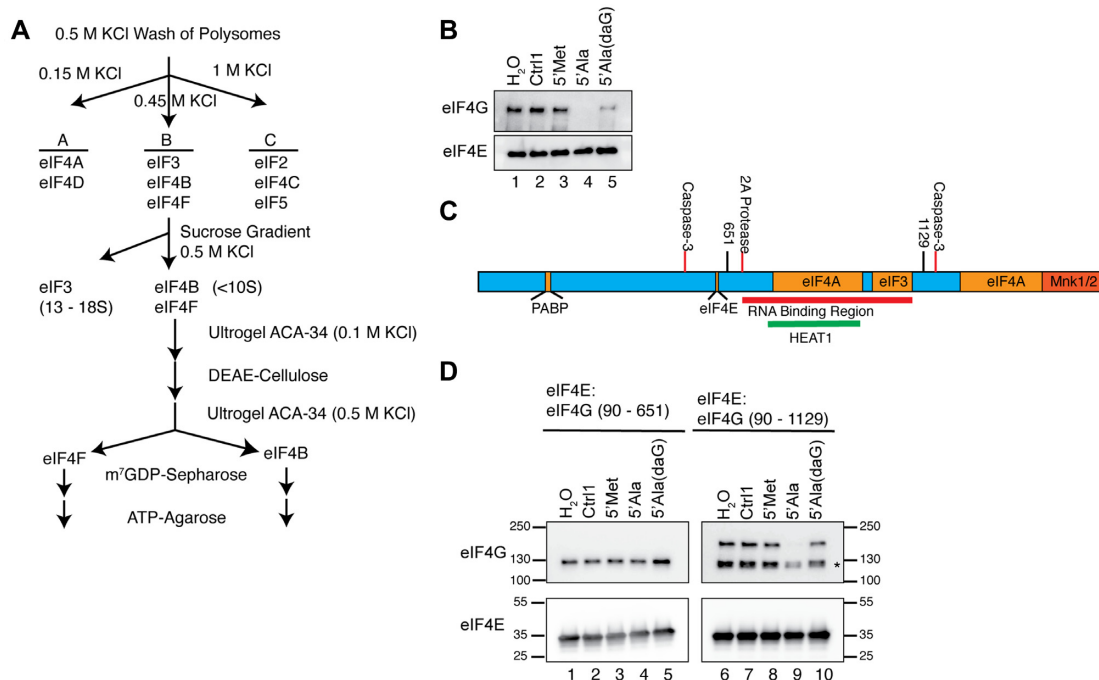 A
0.5 M KCl Wash of Polysomes
0.15 M KCl
1 M KCl
0.45 M KCl
A
B
C
eIF4A
eIF3
eIF2
eIF4D
eIF4B
eIF4C
eIF4F
eIF5
Sucrose Gradient
0.5 M KCl
eIF3
(13 - 18S)
eIF4B (<10S)
eIF4F
Ultrogel ACA-34 (0.1 M KCl)
DEAE-Cellulose
Ultrogel ACA-34 (0.5 M KCl)
eIF4F
eIF4B
m⁷GDP-Sepharose
ATP-Agarose
B
H₂O
Ctrl1
5'Met
5'Ala
5'Ala(daG)
eIF4G
eIF4E
1 2 3 4 5
C
Caspase-3
651
2A Protease
1129
Caspase-3
eIF4A
eIF3
eIF4A
Mnk1/2
PABP
eIF4E
RNA Binding Region
HEAT1
D
eIF4E:
eIF4G (90 - 651)
eIF4E:
eIF4G (90 - 1129)
H₂O
Ctrl1
5'Met
5'Ala
5'Ala(daG)
H₂O
Ctrl1
5'Met
5'Ala
5'Ala(daG)
250
250
eIF4G
130
* 130
100
100
55
55
eIF4E
35
35
25
25
1 2 3 4 5
6 7 8 9 10